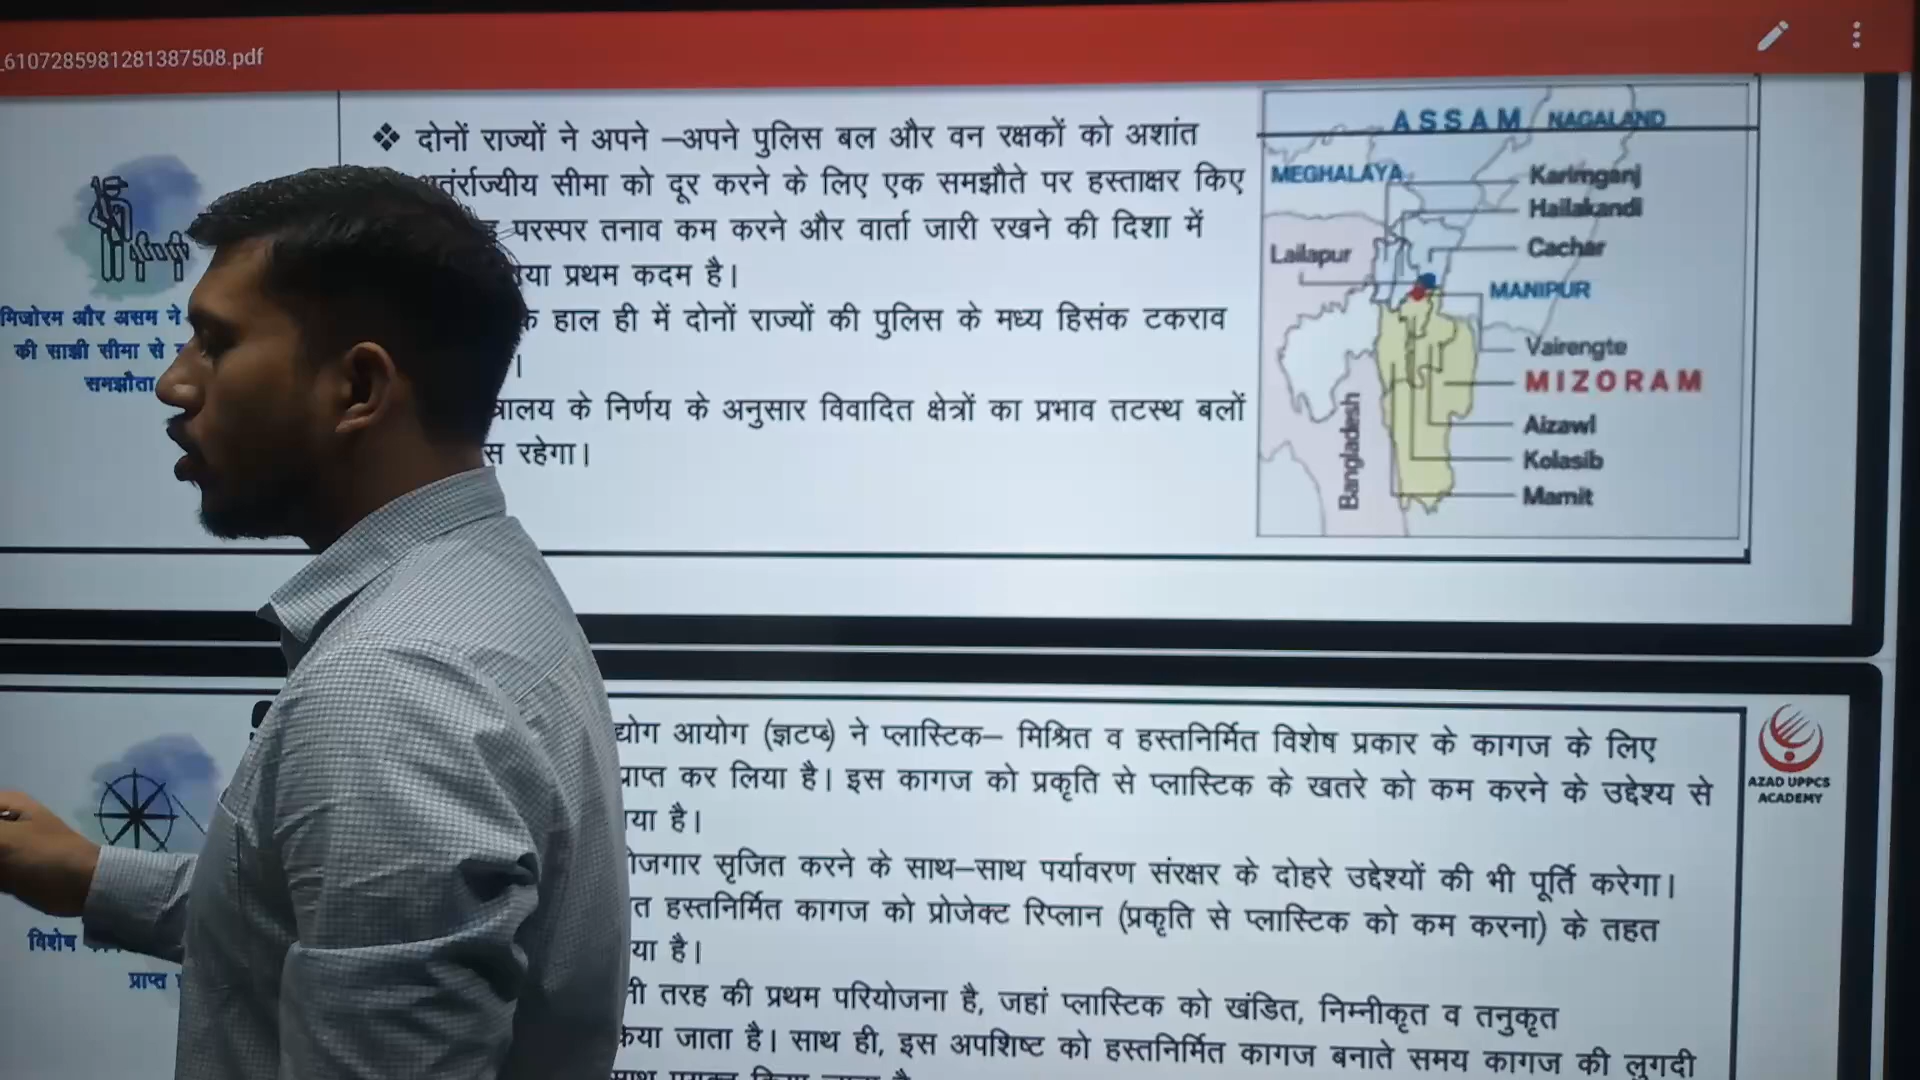 _6107285981281387508.pdf
❖ दोनों राज्यों ने अपने –अपने पुलिस बल और वन रक्षकों को अशांत
सीमा को दूर करने के लिए एक समझौते पर हस्ताक्षर किए
परस्पर तनाव कम करने और वार्ता जारी रखने की दिशा में
प्रथम कदम है।
हाल ही में दोनों राज्यों की पुलिस के मध्य हिसंक टकराव
।
के निर्णय के अनुसार विवादित क्षेत्रों का प्रभाव तटस्थ बलों
रहेगा।
मिजोरम और असम ने
की साझी सीमा से
समझौता
ASSAM NAGALAND
MEGHALAYA
Karimganj
Hailakandi
Lailapur
Cachar
MANIPUR
Vairengte
MIZORAM
Aizawl
Kolasib
Mamit
Bangladesh
आयोग (ज्ञटप्ब्) ने प्लास्टिक– मिश्रित व हस्तनिर्मित विशेष प्रकार के कागज के लिए
प्राप्त कर लिया है। इस कागज को प्रकृति से प्लास्टिक के खतरे को कम करने के उद्देश्य से
है।
सृजित करने के साथ–साथ पर्यावरण संरक्षर के दोहरे उद्देश्यों की भी पूर्ति करेगा।
हस्तनिर्मित कागज को प्रोजेक्ट रिप्लान (प्रकृति से प्लास्टिक को कम करना) के तहत
है।
तरह की प्रथम परियोजना है, जहां प्लास्टिक को खंडित, निम्नीकृत व तनुकृत
जाता है। साथ ही, इस अपशिष्ट को हस्तनिर्मित कागज बनाते समय कागज की लुगदी
विशेष
प्राप्त
AZAD UPPCS
ACADEMY